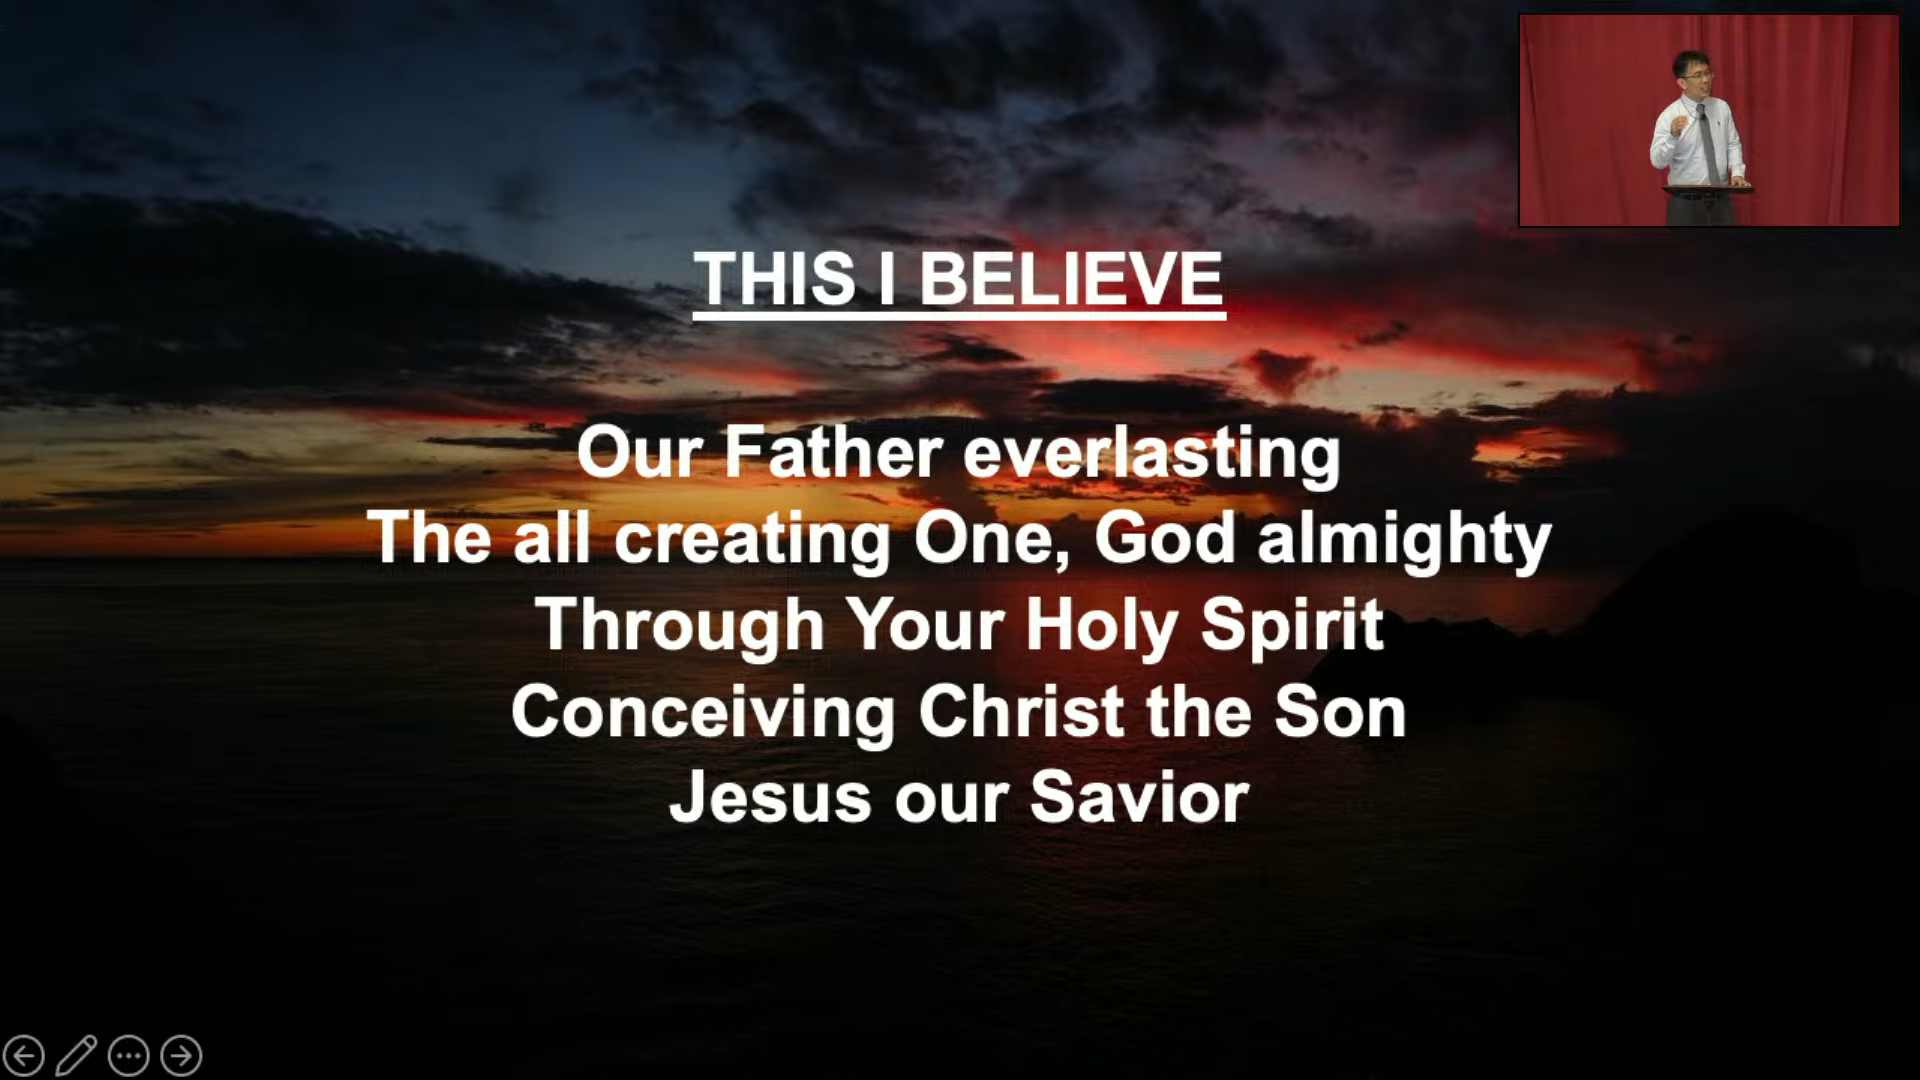 THIS I BELIEVE
Our Father everlasting
The all creating One, God almighty
Through Your Holy Spirit
Conceiving Christ the Son
Jesus our Savior